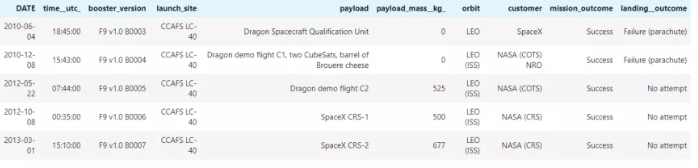 DATE time__utc_ booster_version launch_site payload payload_mass__kg_ orbit customer mission_outcome landing__outcome
2010-06-04 18:45:00 F9 v1.0 B0003 CCAFS LC-40 Dragon Spacecraft Qualification Unit 0 LEO SpaceX Success Failure (parachute)
2010-12-08 15:43:00 F9 v1.0 B0004 CCAFS LC-40 Dragon demo flight C1, two CubeSats, barrel of Brouere cheese 0 LEO (ISS) NASA (COTS) NRO Success Failure (parachute)
2012-05-22 07:44:00 F9 v1.0 B0005 CCAFS LC-40 Dragon demo flight C2 525 LEO (ISS) NASA (COTS) Success No attempt
2012-10-08 00:35:00 F9 v1.0 B0006 CCAFS LC-40 SpaceX CRS-1 500 LEO (ISS) NASA (CRS) Success No attempt
2013-03-01 15:10:00 F9 v1.0 B0007 CCAFS LC-40 SpaceX CRS-2 677 LEO (ISS) NASA (CRS) Success No attempt